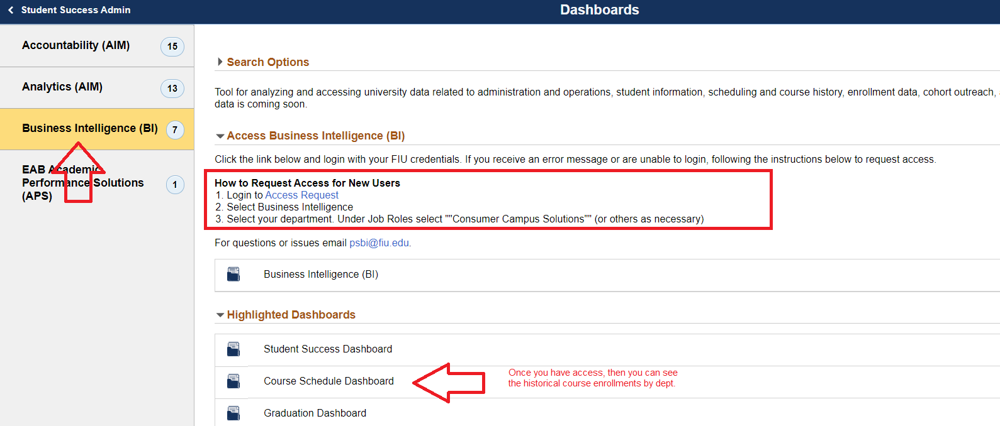 Student Success Admin
Dashboards
Accountability (AIM)
15
Analytics (AIM)
13
Business Intelligence (BI)
7
EAB Academic
Performance Solutions
(APS)
1
Search Options
Tool for analyzing and accessing university data related to administration and operations, student information, scheduling and course history, enrollment data, cohort outreach,
data is coming soon.
Access Business Intelligence (BI)
Click the link below and login with your FIU credentials. If you receive an error message or are unable to login, following the instructions below to request access.
How to Request Access for New Users
1. Login to Access Request
2. Select Business Intelligence
3. Select your department. Under Job Roles select ""Consumer Campus Solutions"" (or others as necessary)
For questions or issues email psbi@fiu.edu.
Business Intelligence (BI)
Highlighted Dashboards
Student Success Dashboard
Course Schedule Dashboard
Once you have access, then you can see
the historical course enrollments by dept.
Graduation Dashboard